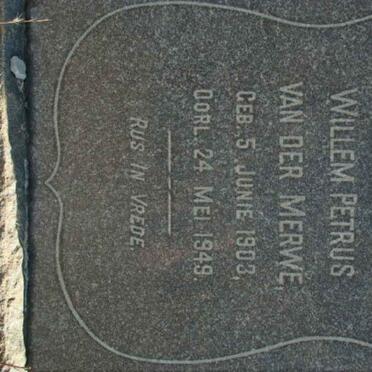 WILLEM PETRUS
VAN DER MERWE,
GEB. 5 JUNIE 1903,
OORL. 24 MEI 1949.
RUS IN VREDE.